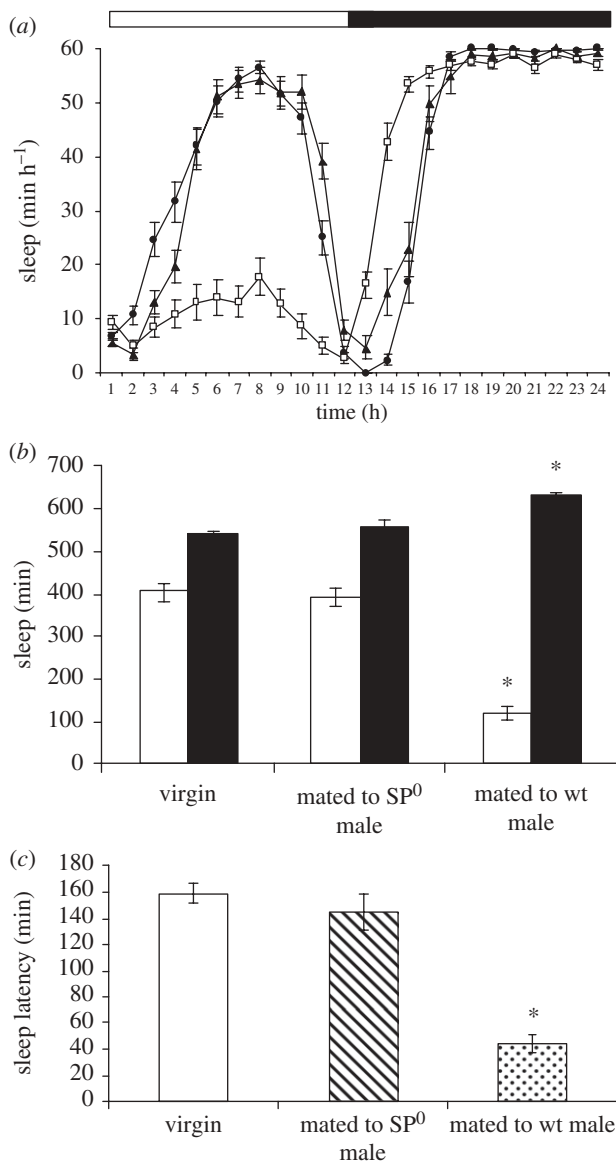 (a)
60
50
40
30
20
10
0
sleep (min h⁻¹)
1 2 3 4 5 6 7 8 9 10 11 12 13 14 15 16 17 18 19 20 21 22 23 24
time (h)
(b)
700
600
500
400
300
200
100
0
sleep (min)
*
*
virgin
mated to SP⁰
male
mated to wt
male
(c)
180
160
140
120
100
80
60
40
20
0
sleep latency (min)
*
virgin
mated to SP⁰
male
mated to wt male